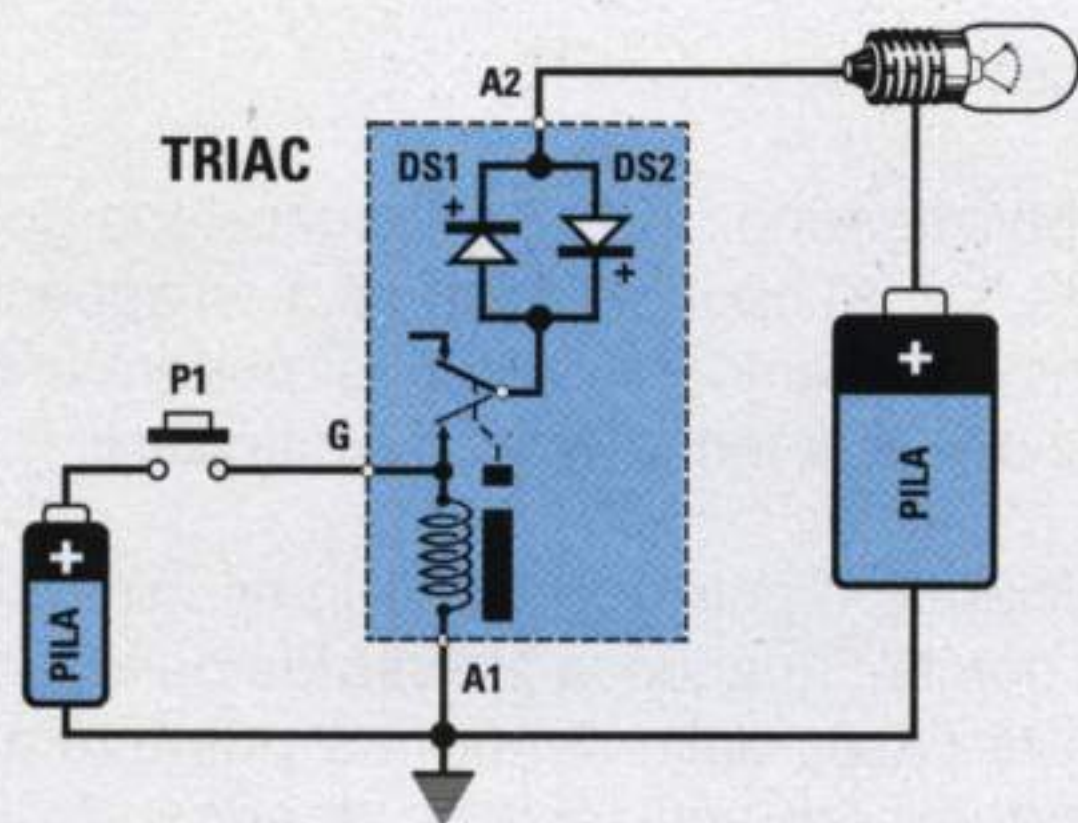 A2
TRIAC
DS1
DS2
+
+
P1
G
+
PILA
+
PILA
A1